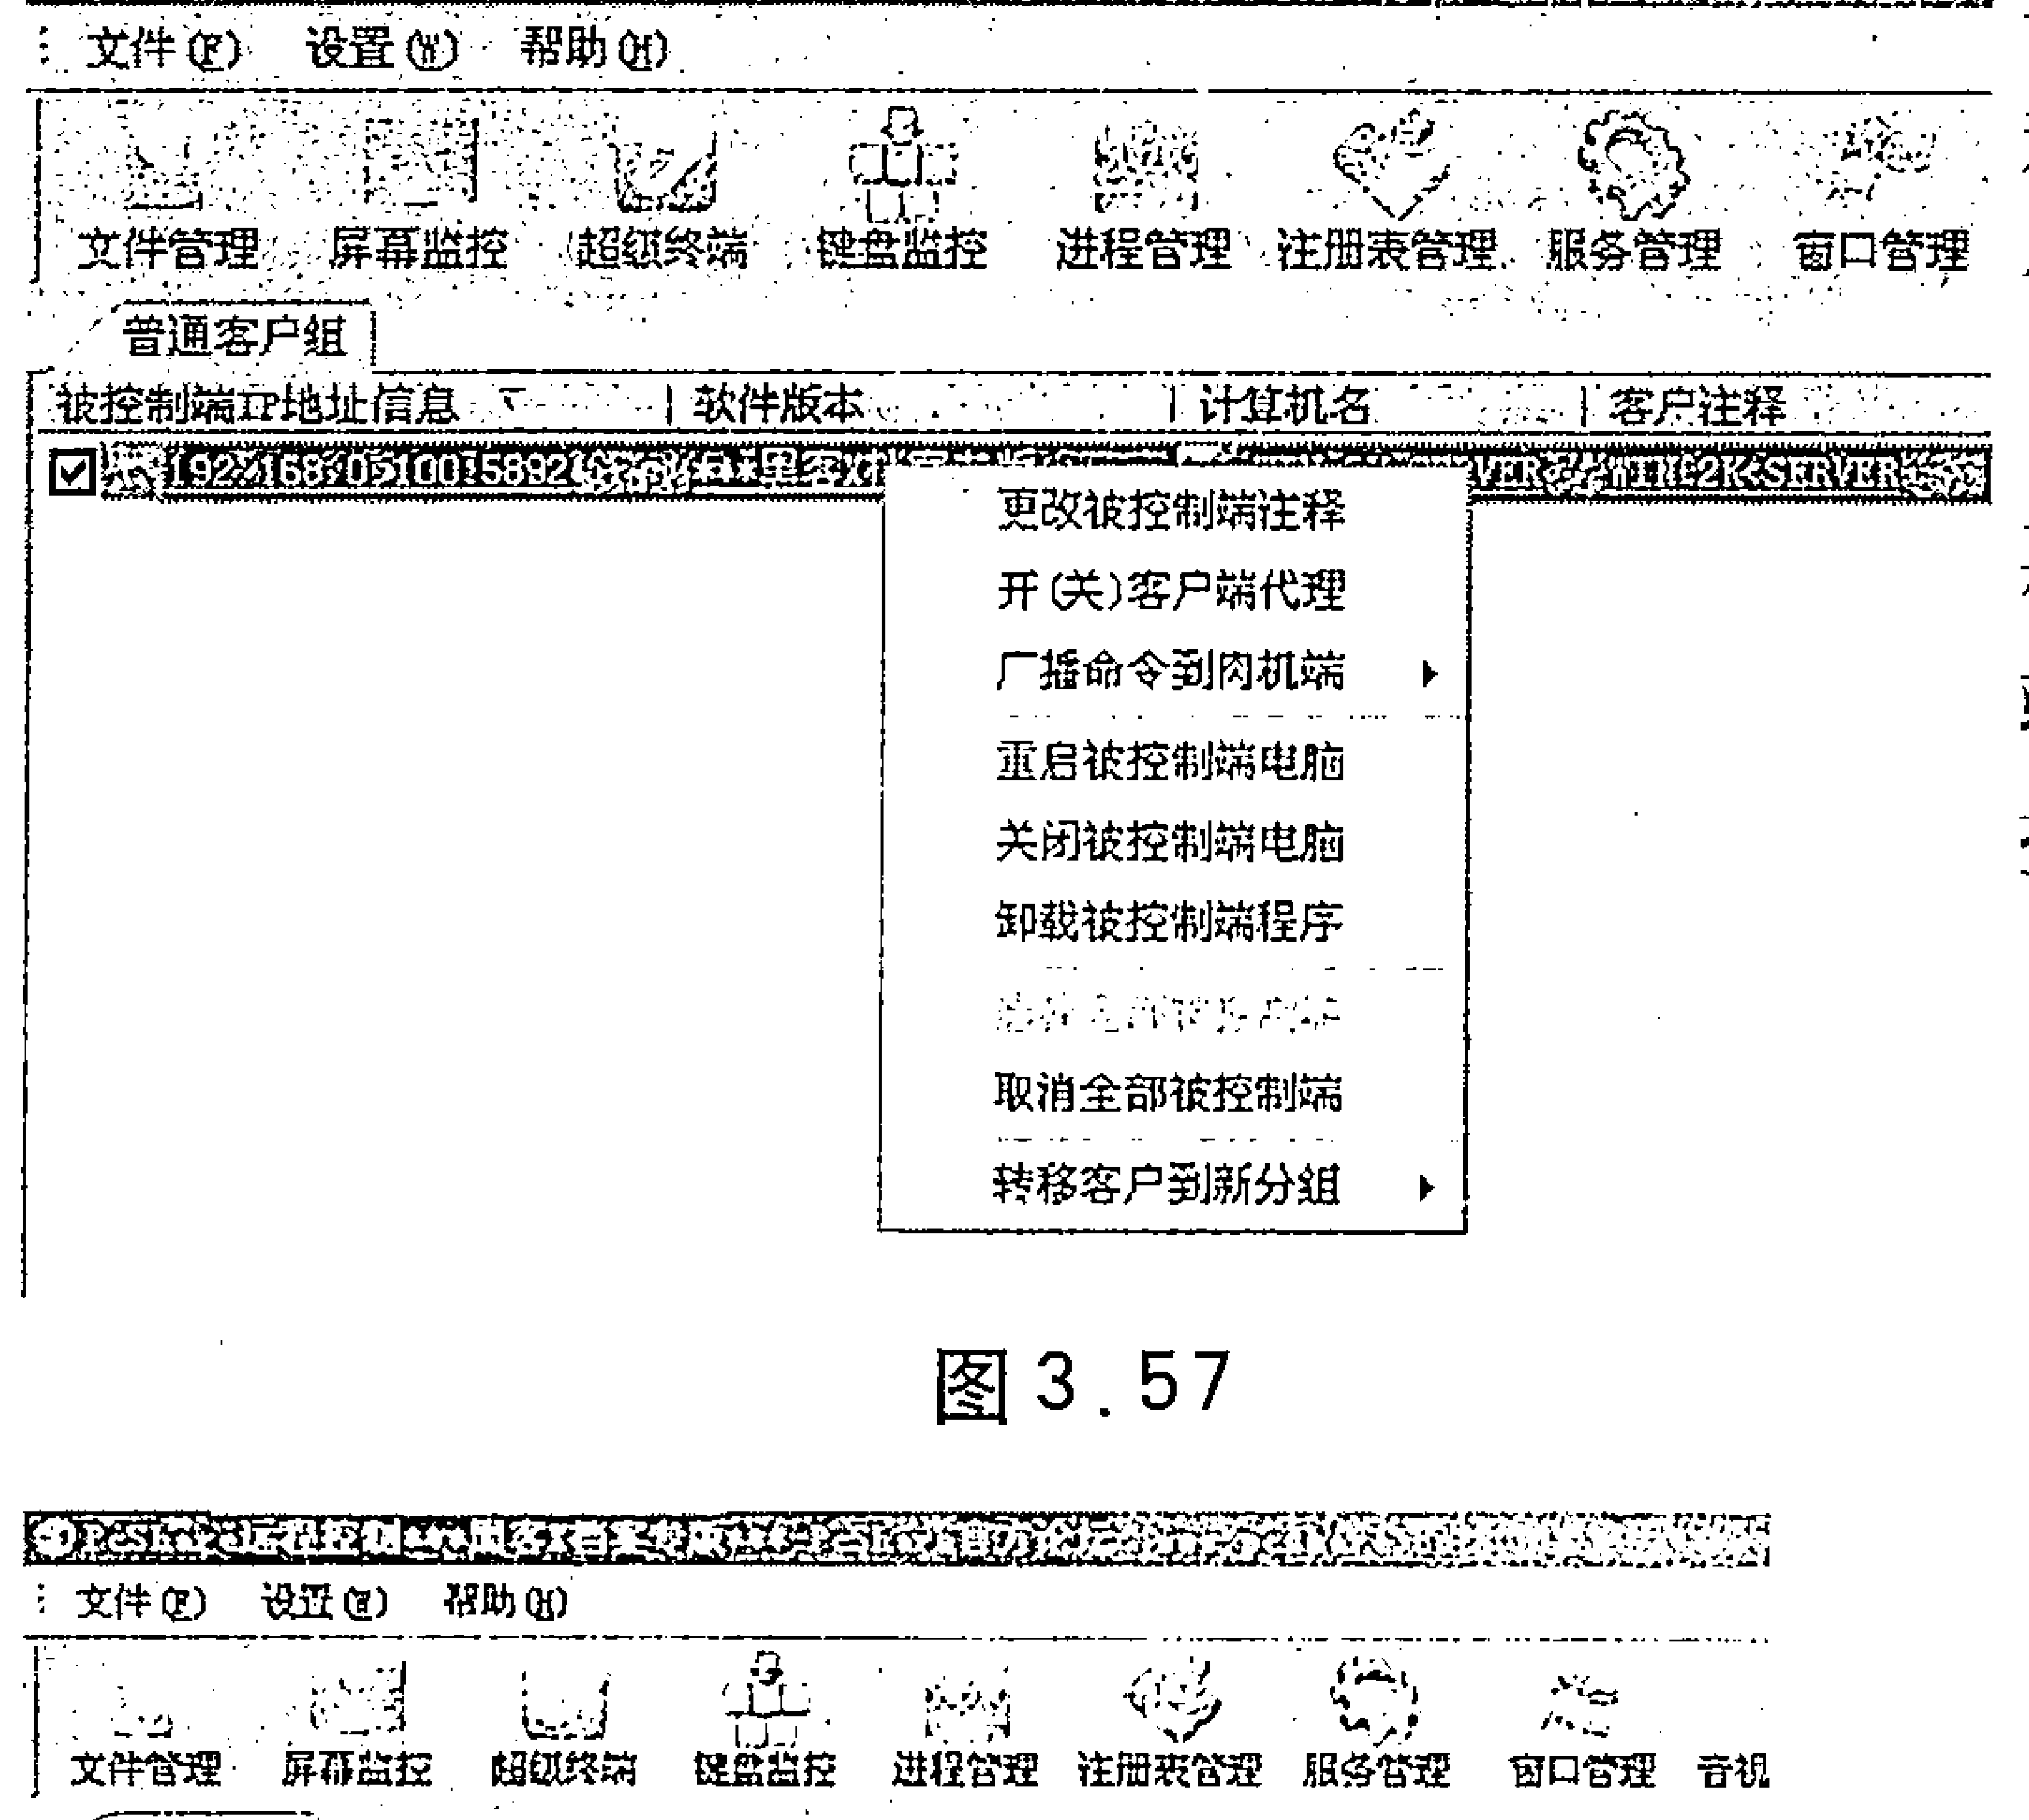 文件(F) 设置(W) 帮助(H)
文件管理 屏幕监控 超级终端 键盘监控 进程管理 注册表管理 服务管理 窗口管理
普通客户组
被控制端IP地址信息 软件版本 计算机名 客户注释
192.168.0.100:5892
更改被控制端注释
开(关)客户端代理
广播命令到肉机端
重启被控制端电脑
关闭被控制端电脑
卸载被控制端程序
取消全部被控制端
转移客户到新分组
图 3.57
文件(F) 设置(W) 帮助(H)
文件管理 屏幕监控 超级终端 键盘监控 进程管理 注册表管理 服务管理 窗口管理 音视